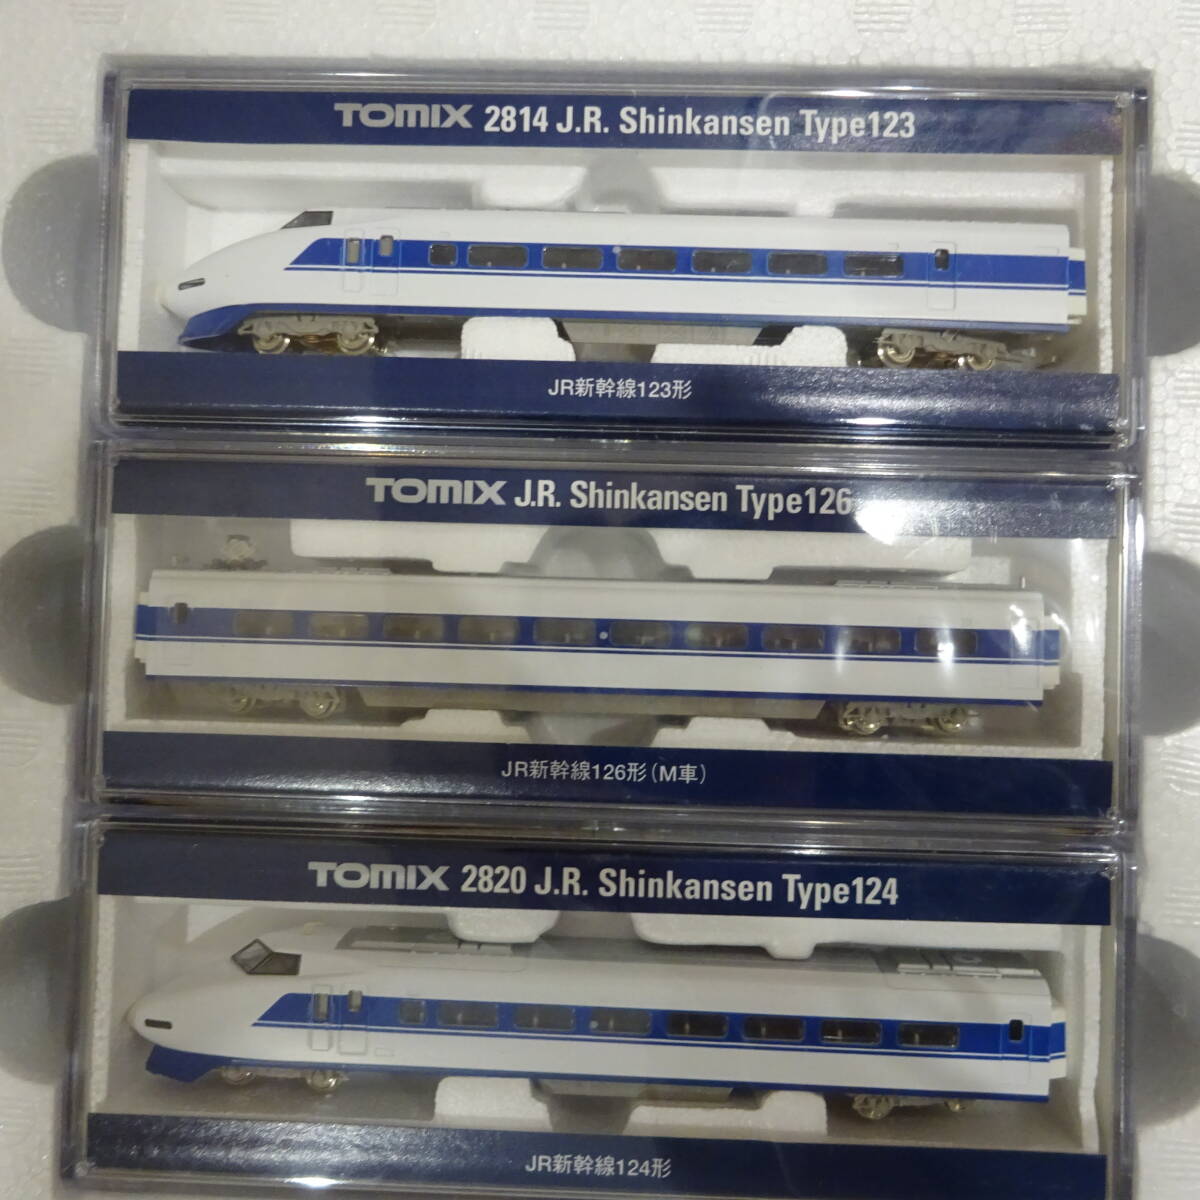 TOMIX 2814 J.R. Shinkansen Type123
JR新幹線123形
TOMIX J.R. Shinkansen Type126
JR新幹線126形(M車)
TOMIX 2820 J.R. Shinkansen Type124
JR新幹線124形